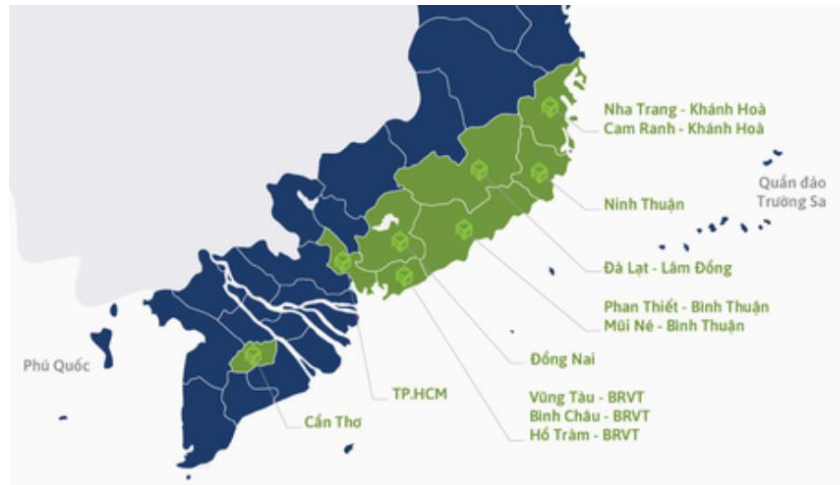 Nha Trang - Khánh Hoà
Cam Ranh - Khánh Hoà
Quần đảo
Trường Sa
Ninh Thuận
Đà Lạt - Lâm Đồng
Phan Thiết - Bình Thuận
Mũi Né - Bình Thuận
Phú Quốc
Đồng Nai
TP.HCM
Vũng Tàu - BRVT
Bình Châu - BRVT
Hồ Tràm - BRVT
Cần Thơ